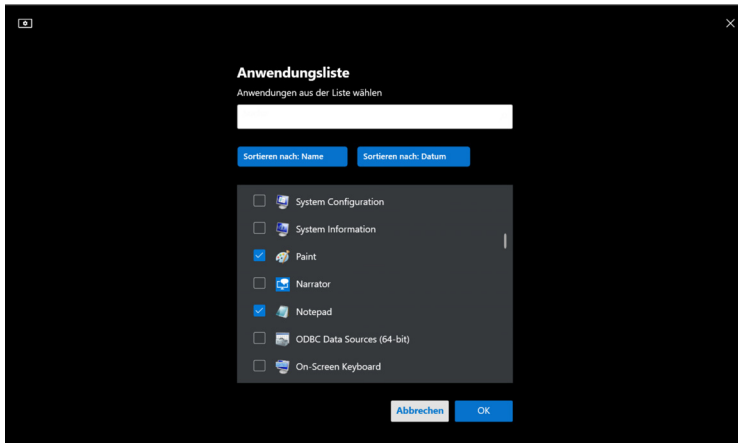 Anwendungsliste
Anwendungen aus der Liste wählen
Sortieren nach: Name
Sortieren nach: Datum
System Configuration
System Information
Paint
Narrator
Notepad
ODBC Data Sources (64-bit)
On-Screen Keyboard
Abbrechen
OK